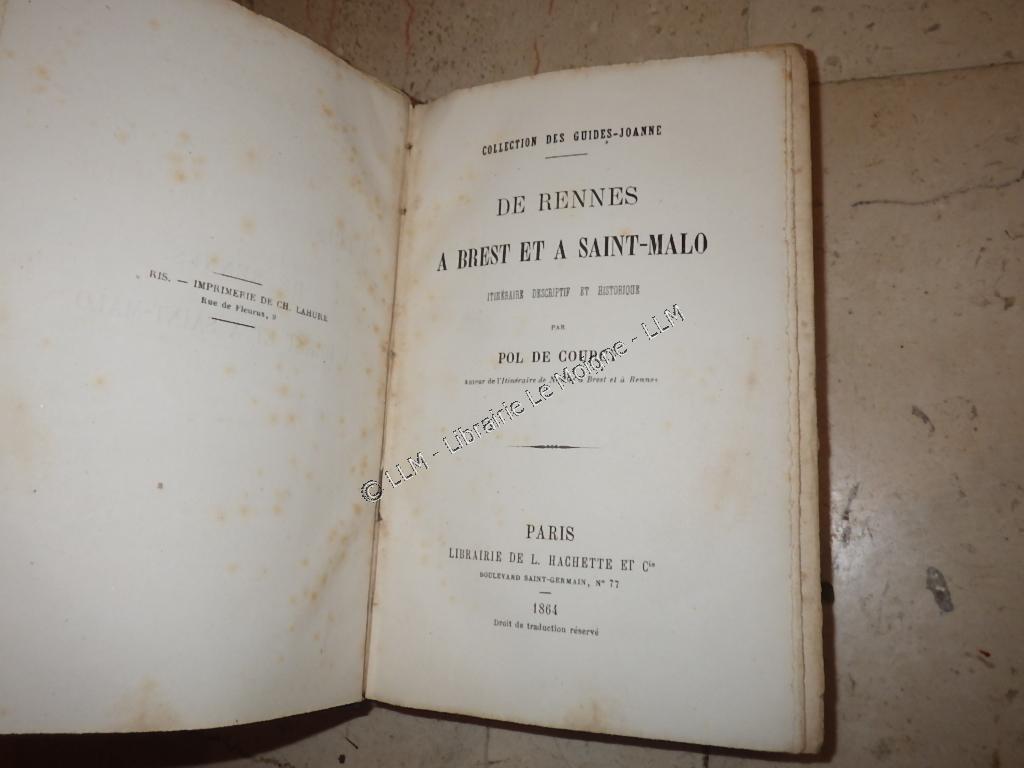 RIS. — IMPRIMERIE DE CH. LAHURE
Rue de Fleurus, 9
COLLECTION DES GUIDES-JOANNE
DE RENNES
A BREST ET A SAINT-MALO
ITINÉRAIRE DESCRIPTIF ET HISTORIQUE
PAR
POL DE
Auteur de l'Itinéraire de Brest et à Rennes
PARIS
LIBRAIRIE DE L. HACHETTE ET Cie
BOULEVARD SAINT-GERMAIN, No 77
1864
Droit de traduction réservé
© LLM - Librairie Le Moigne - LLM